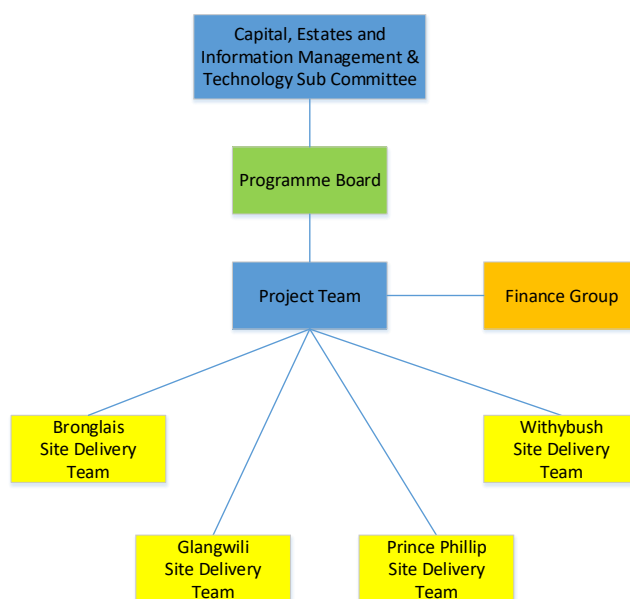 Capital, Estates and
Information Management &
Technology Sub Committee
Programme Board
Project Team
Finance Group
Bronglais
Site Delivery
Team
Withybush
Site Delivery
Team
Glangwili
Site Delivery
Team
Prince Phillip
Site Delivery
Team